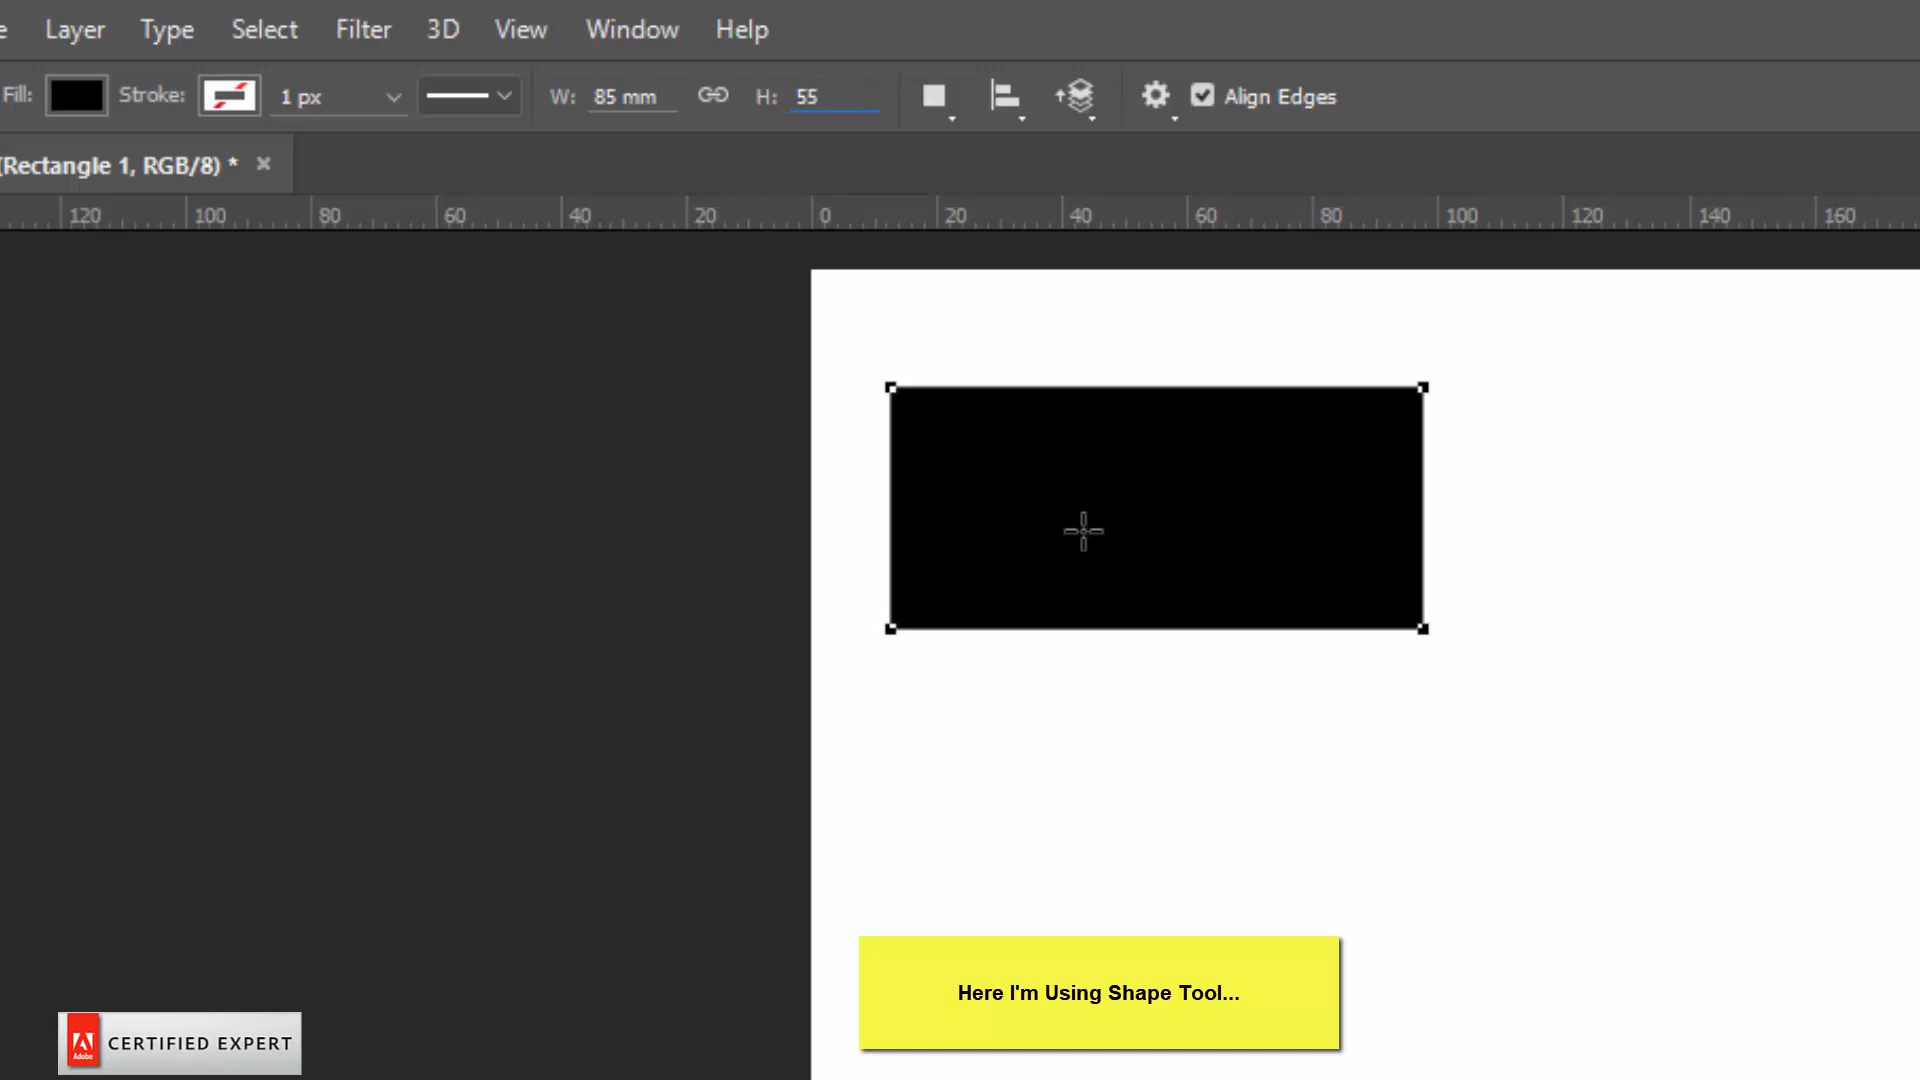 Layer Type Select Filter 3D View Window Help
Fill: Stroke: 1 px W: 85 mm H: 55 Align Edges
(Rectangle 1, RGB/8) * ×
120 100 80 60 40 20 0 20 40 60 80 100 120 140 160
Here I'm Using Shape Tool...
Adobe CERTIFIED EXPERT